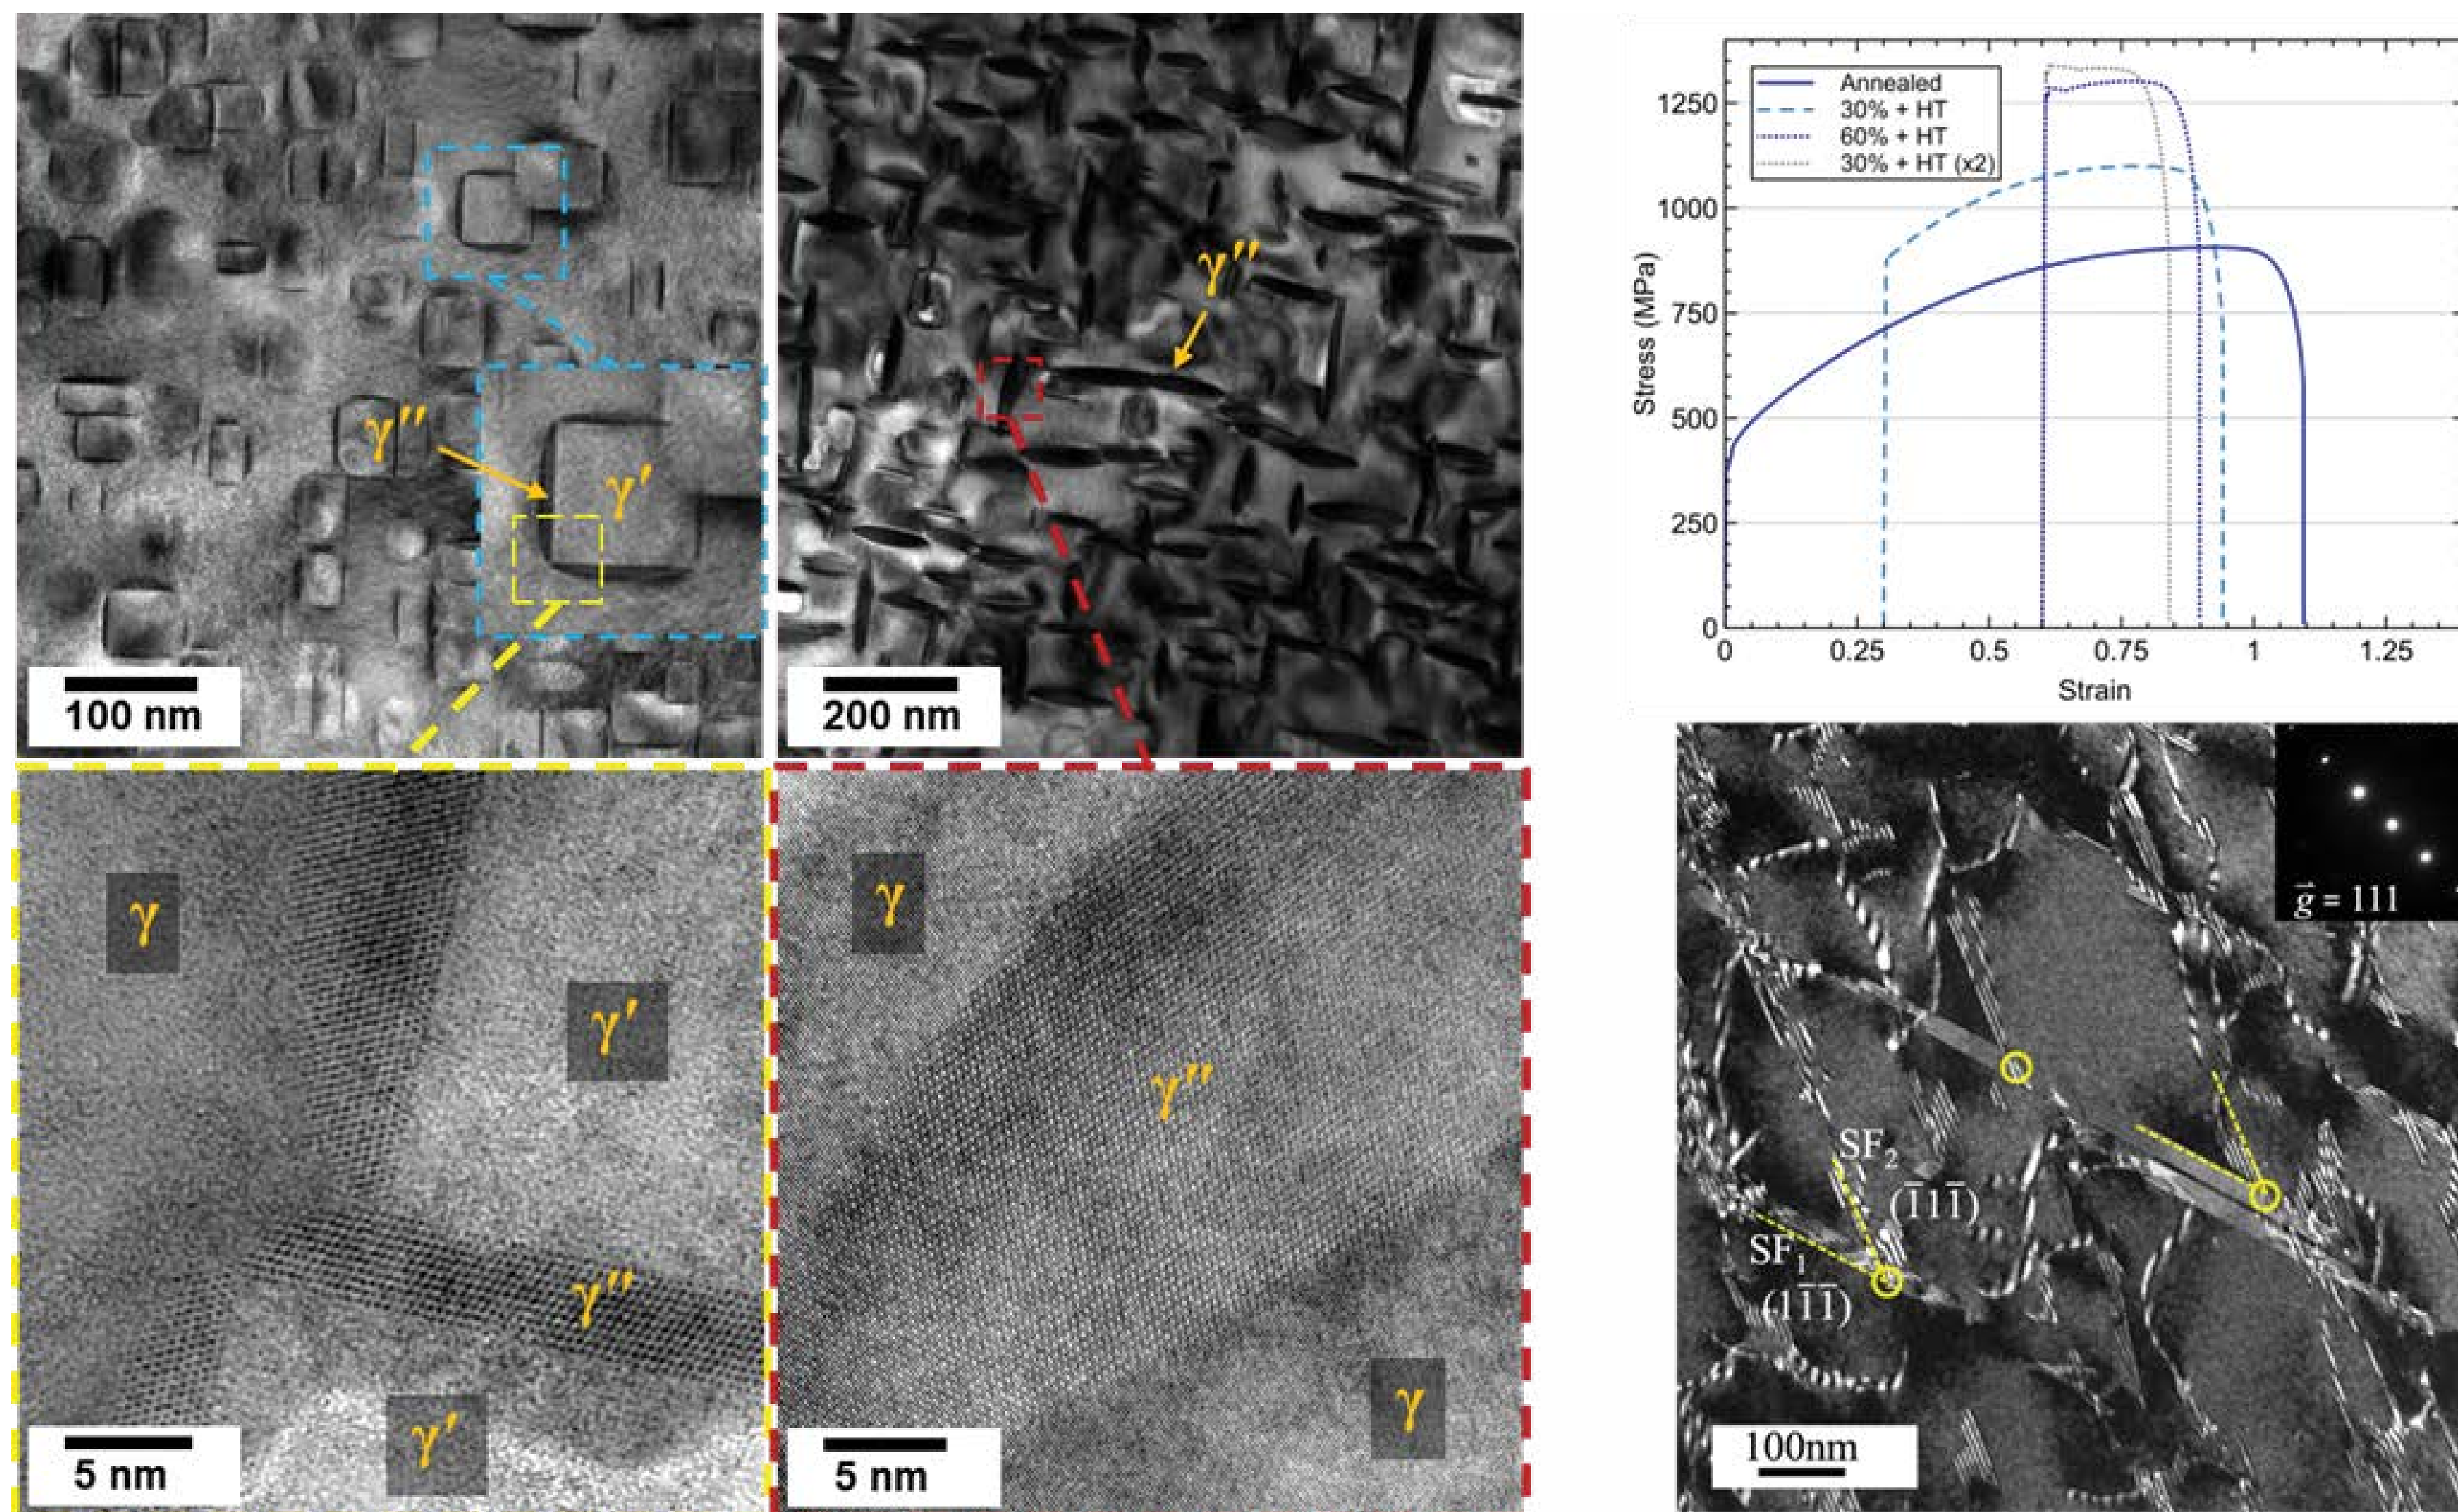 γ″
γ′
100 nm
γ″
200 nm
γ
γ′
γ″
γ′
5 nm
γ
γ″
γ
5 nm
Annealed
30% + HT
60% + HT
30% + HT (x2)
Stress (MPa)
1250
1000
750
500
250
0
0 0.25 0.5 0.75 1 1.25
Strain
g⃗ = 111
SF₂
(1̅11̅)
SF₁
(11̅1̅)
100nm